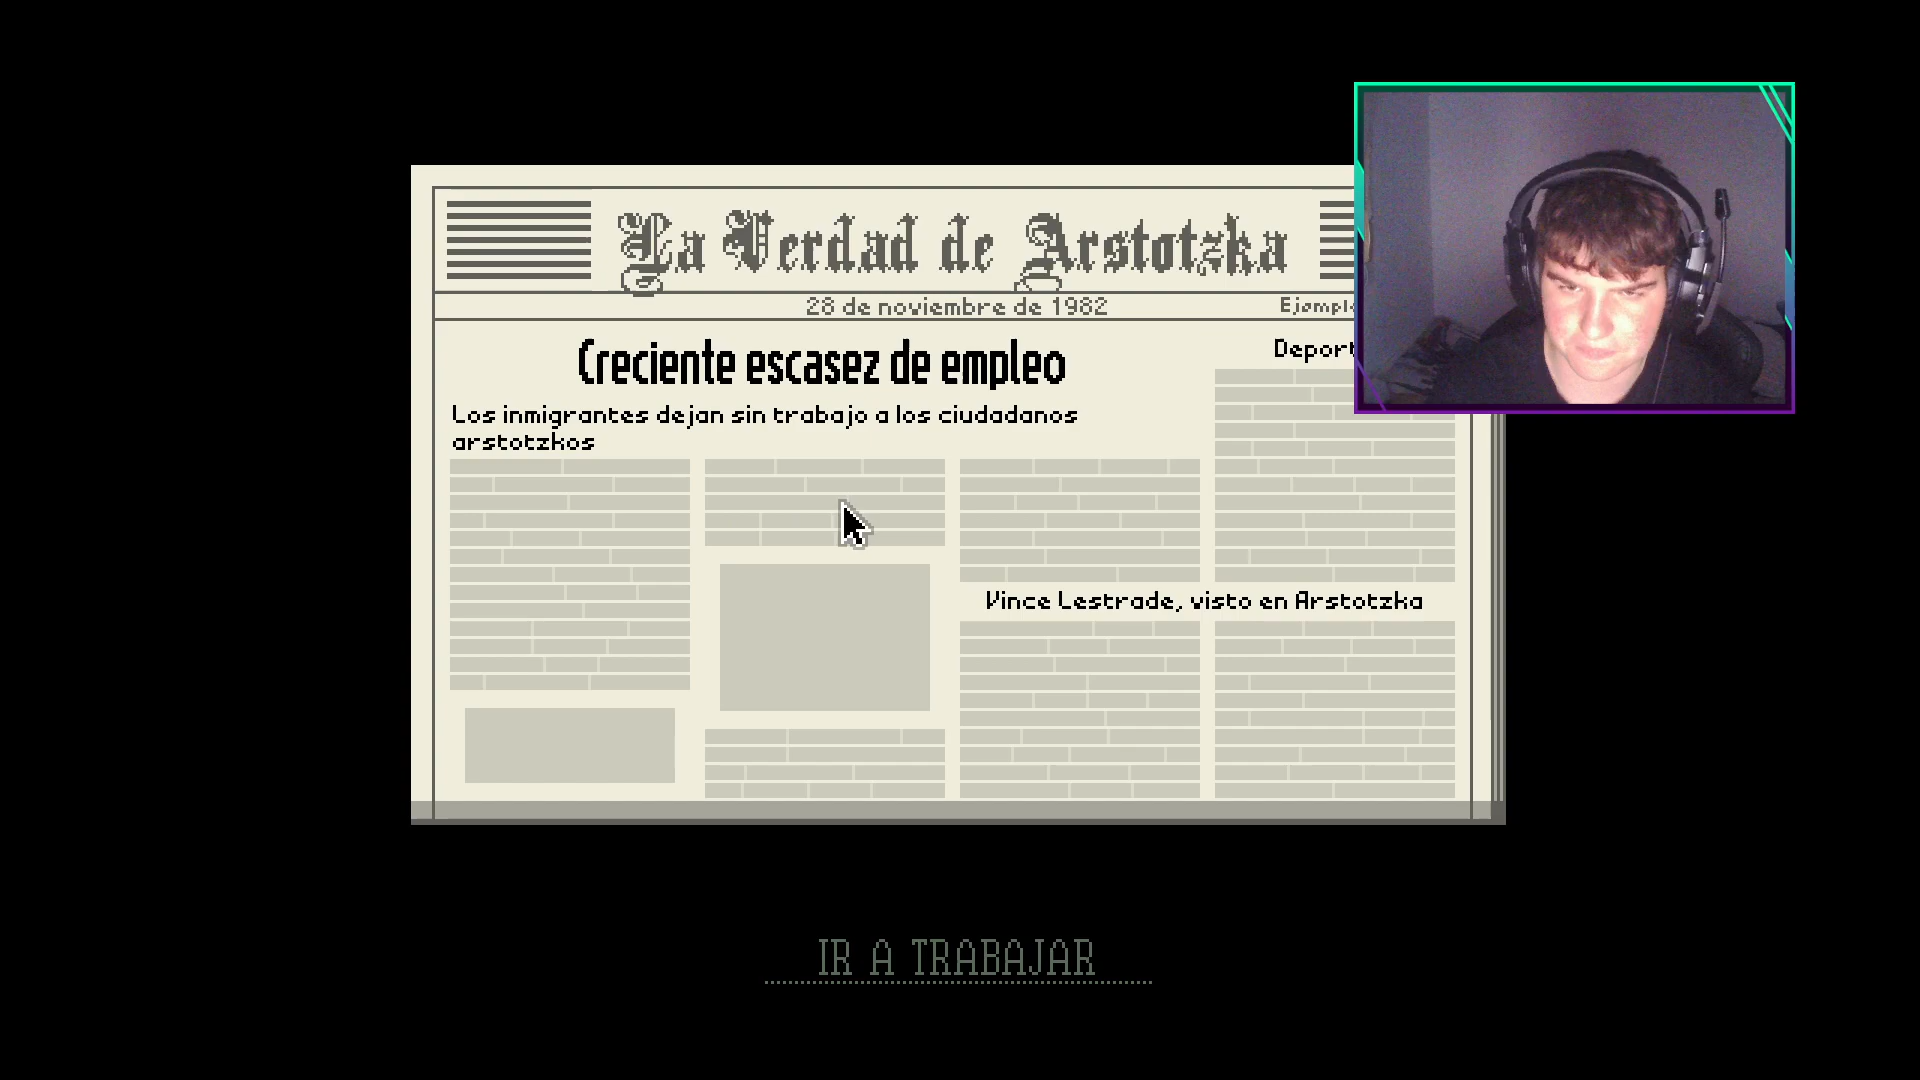 La Verdad de Arstotzka
28 de noviembre de 1982
Creciente escasez de empleo
Los inmigrantes dejan sin trabajo a los ciudadanos
arstotzkos
Vince Lestrade, visto en Arstotzka
IR A TRABAJAR